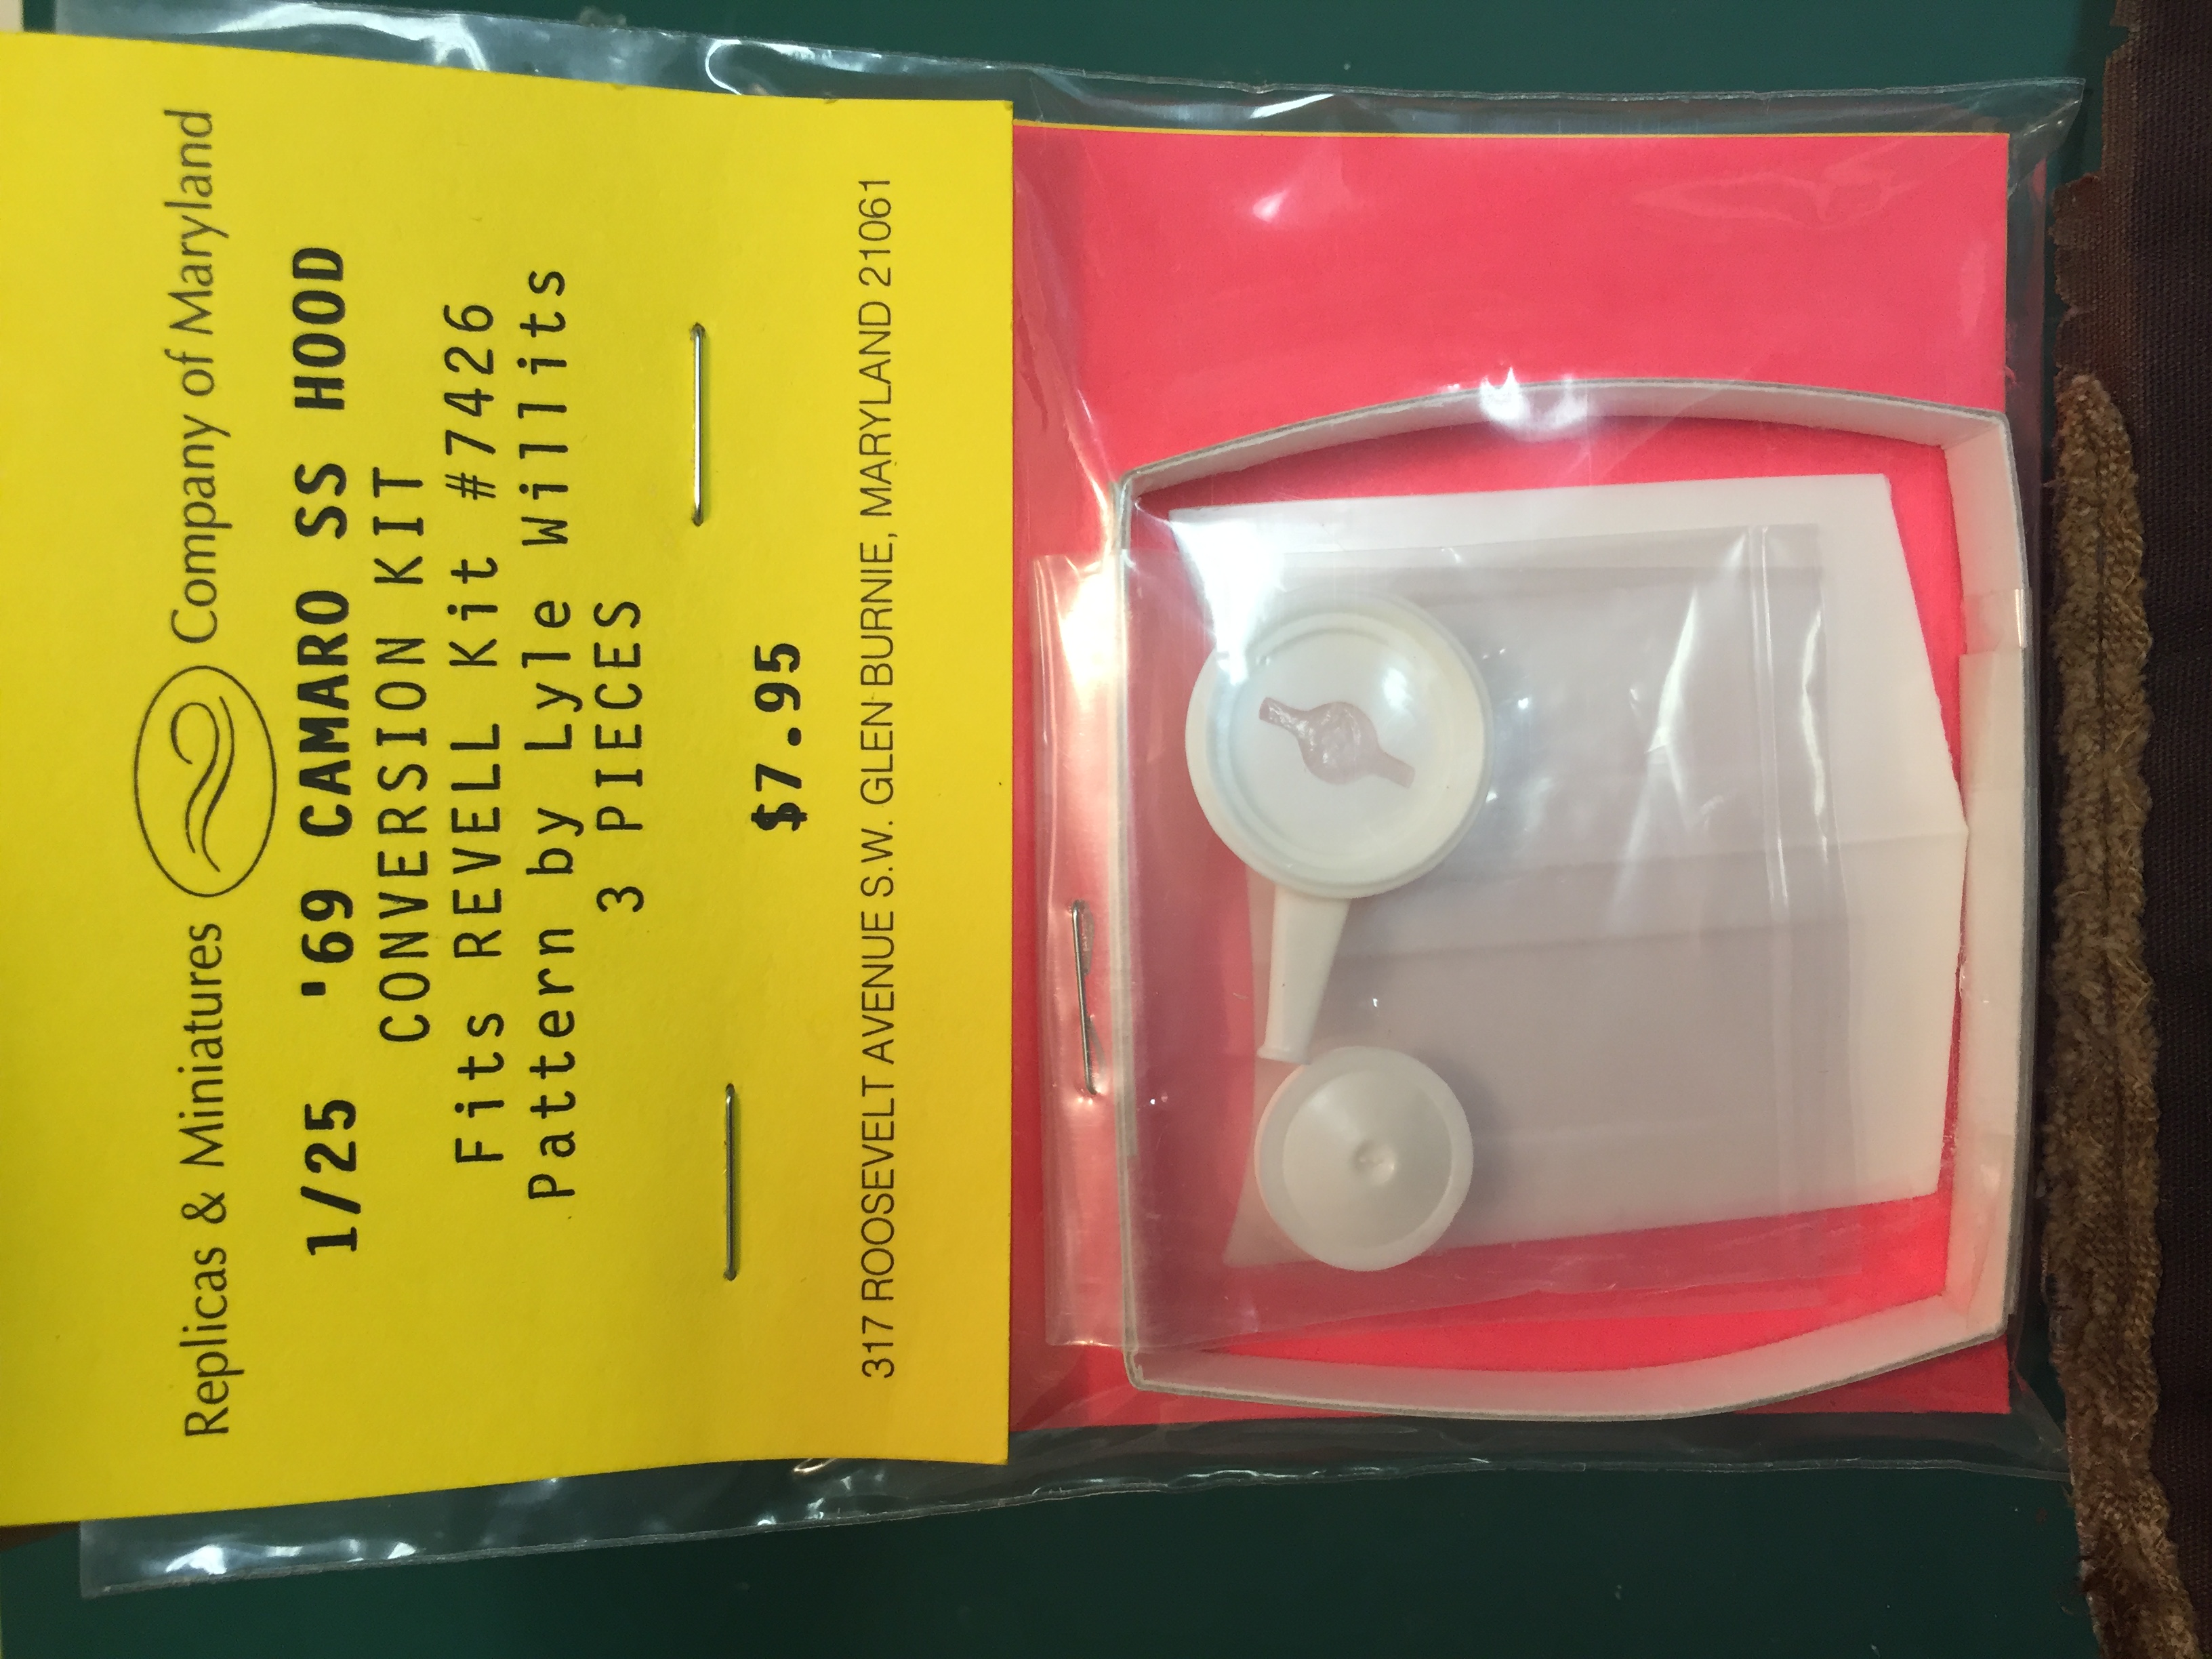 Replicas & Miniatures Company of Maryland
1/25 '69 CAMARO SS HOOD
CONVERSION KIT
Fits REVELL Kit #7426
Pattern by Lyle Willits
3 PIECES
$7.95
317 ROOSEVELT AVENUE S.W. GLEN BURNIE, MARYLAND 21061